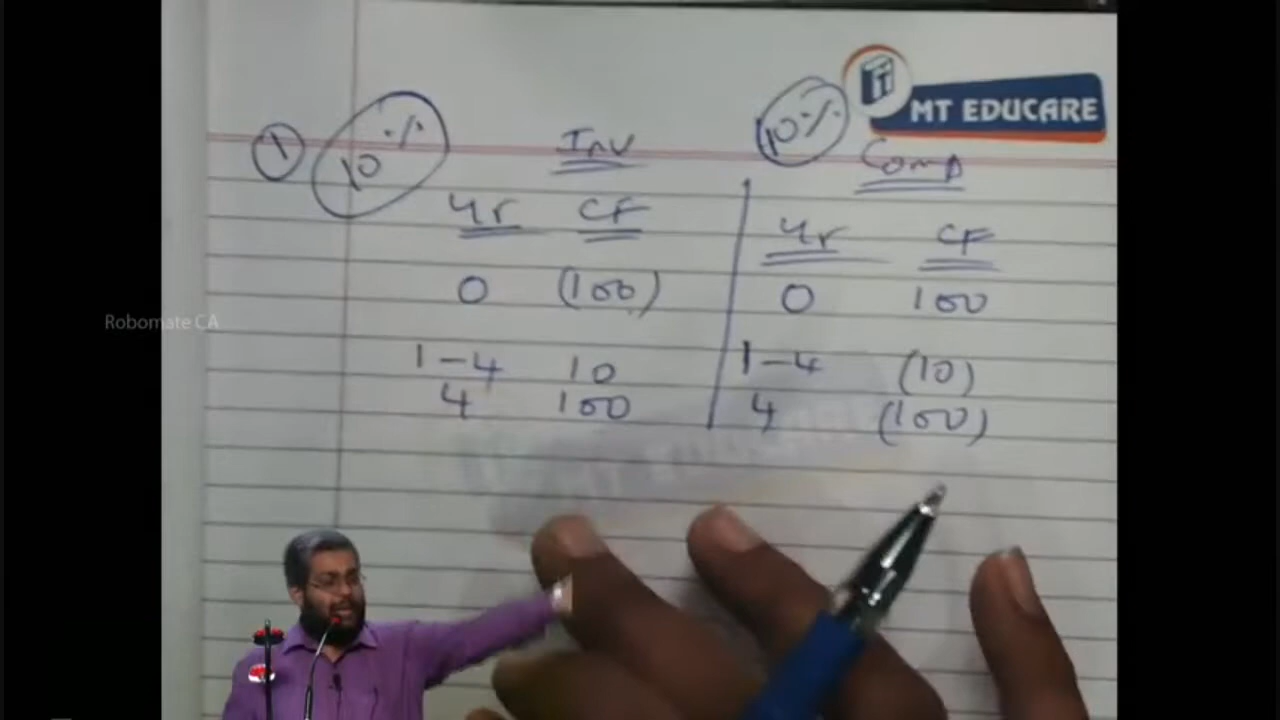 MT EDUCARE
① 10% Inv 10% Comp
Yr CF Yr CF
0 (100) 0 100
1-4 10 1-4 (10)
4 100 4 (100)
Robomate CA